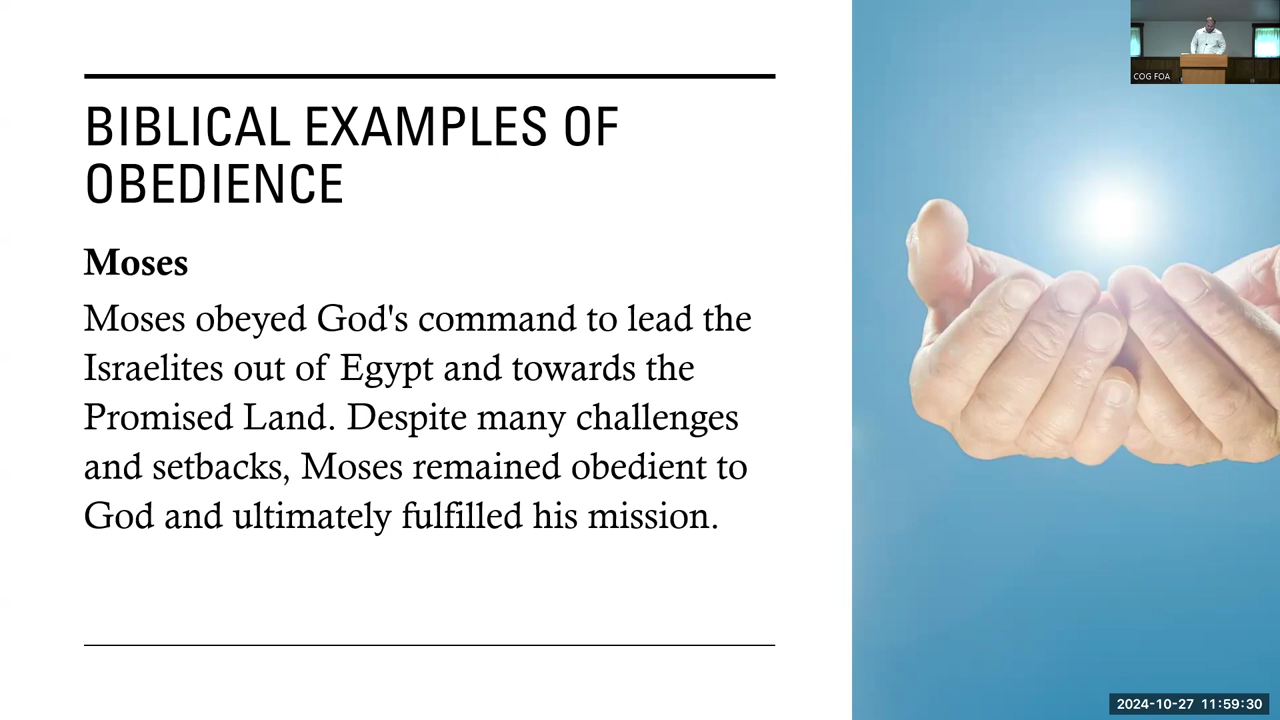 BIBLICAL EXAMPLES OF
OBEDIENCE
Moses
Moses obeyed God's command to lead the
Israelites out of Egypt and towards the
Promised Land. Despite many challenges
and setbacks, Moses remained obedient to
God and ultimately fulfilled his mission.
COG FOA
2024-10-27 11:59:30